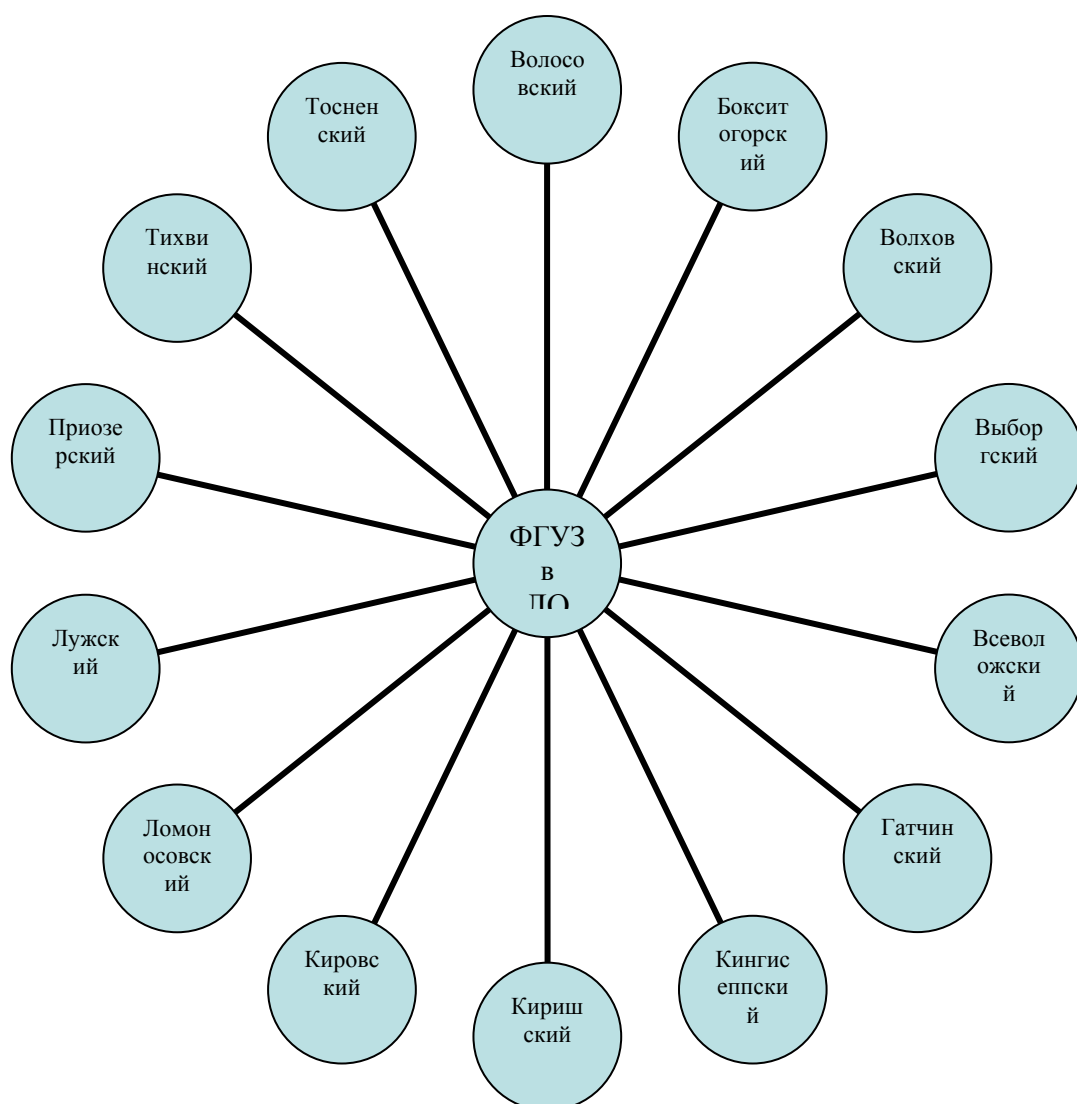 Волосо
вский
Боксит
огорск
ий
Волхов
ский
Выбор
гский
Всевол
ожски
й
Гатчин
ский
Кингис
еппски
й
Кириш
ский
Кировс
кий
Ломон
осовск
ий
Лужск
ий
Приозе
рский
Тихви
нский
Тоснен
ский
ФГУЗ
в
ЛО